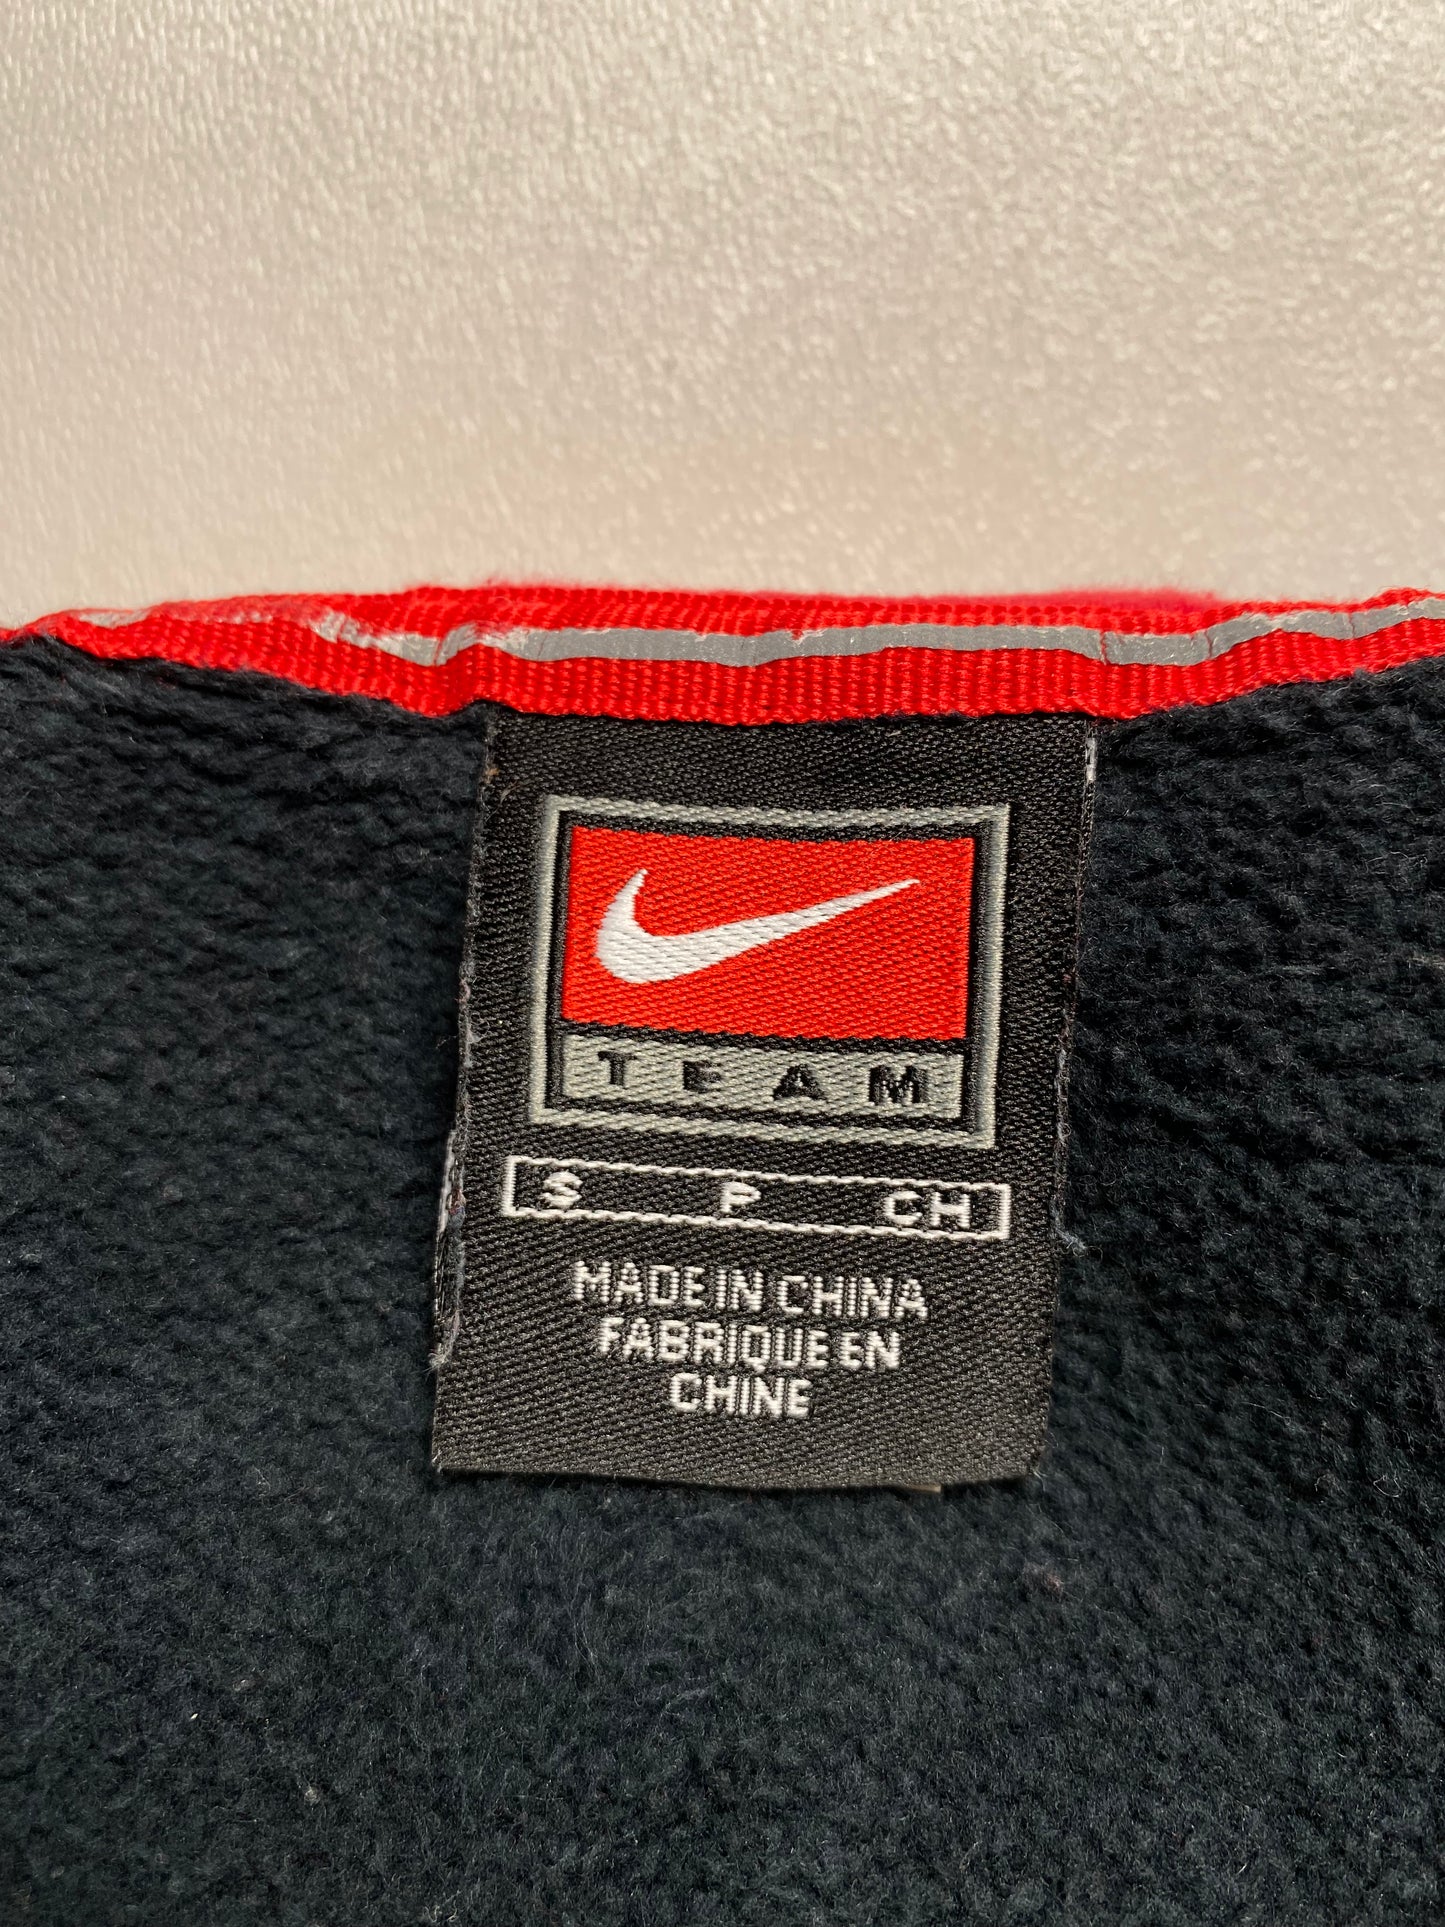 TEAM
S P CH
MADE IN CHINA
FABRIQUE EN
CHINE